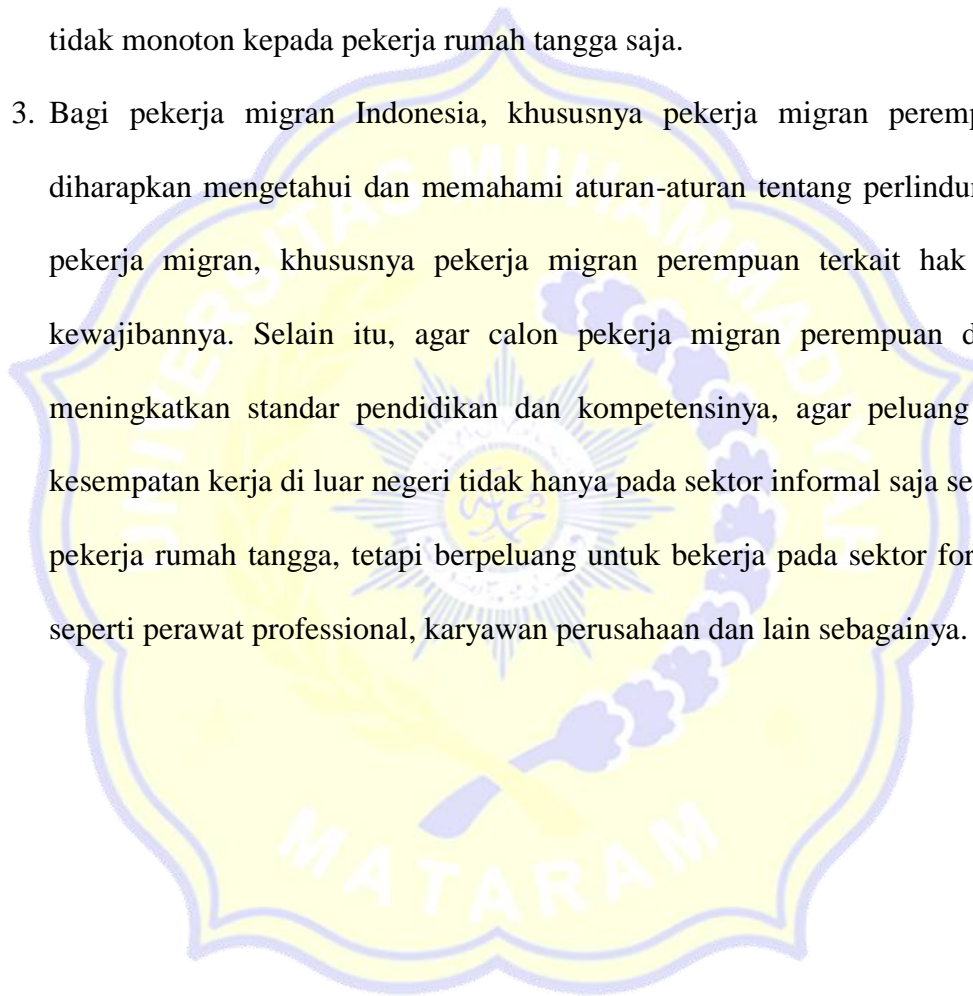 tidak monoton kepada pekerja rumah tangga saja.
3. Bagi pekerja migran Indonesia, khususnya pekerja migran peremp
diharapkan mengetahui dan memahami aturan-aturan tentang perlindu
pekerja migran, khususnya pekerja migran perempuan terkait hak
kewajibannya. Selain itu, agar calon pekerja migran perempuan d
meningkatkan standar pendidikan dan kompetensinya, agar peluang
kesempatan kerja di luar negeri tidak hanya pada sektor informal saja se
pekerja rumah tangga, tetapi berpeluang untuk bekerja pada sektor for
seperti perawat professional, karyawan perusahaan dan lain sebagainya.
UNIVERSITAS MUHAMMADIYAH
MATARAM